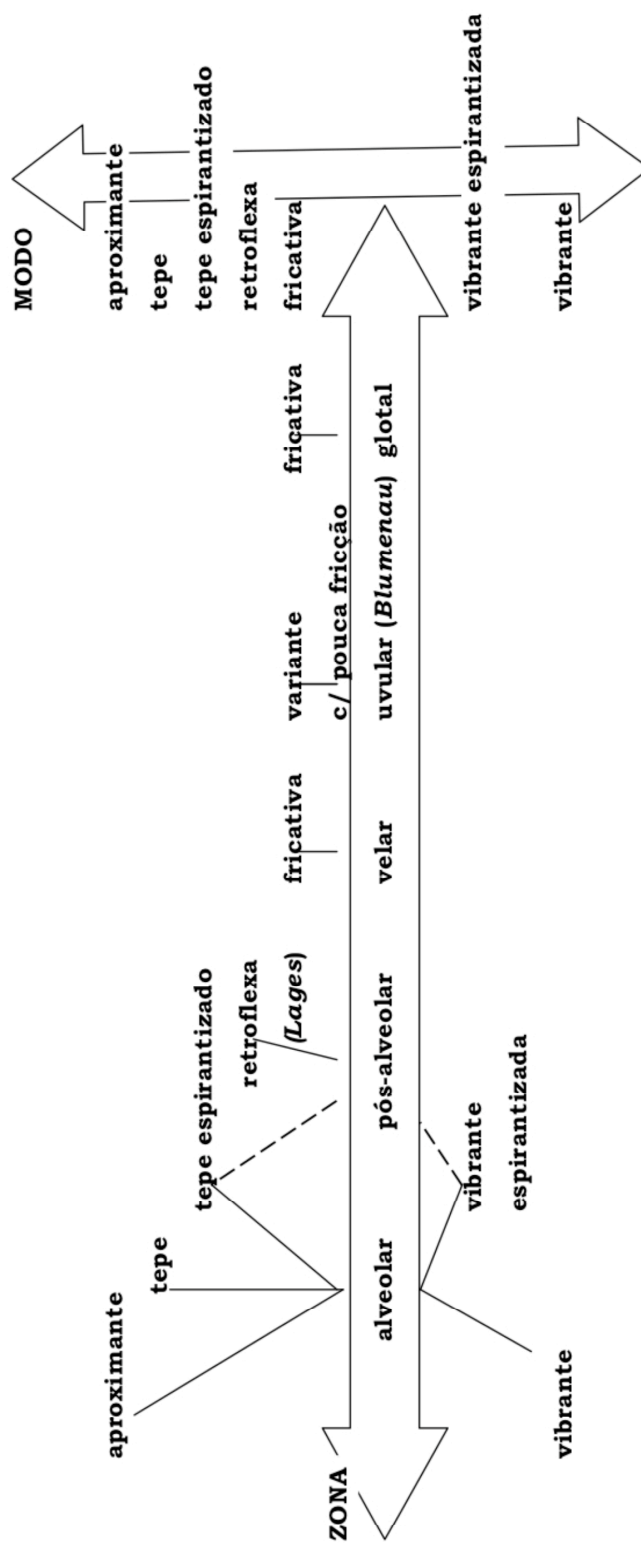 MODO
aproximante
aproximante
tepe
tepe
tepe espirantizado
tepe espirantizado
retroflexa
retroflexa
(Lages)
fricativa
variante
fricativa
fricativa
ZONA
c/ pouca fricção
alveolar
pós-alveolar
velar
uvular (Blumenau)
glotal
vibrante
espirantizada
vibrante espirantizada
vibrante
vibrante